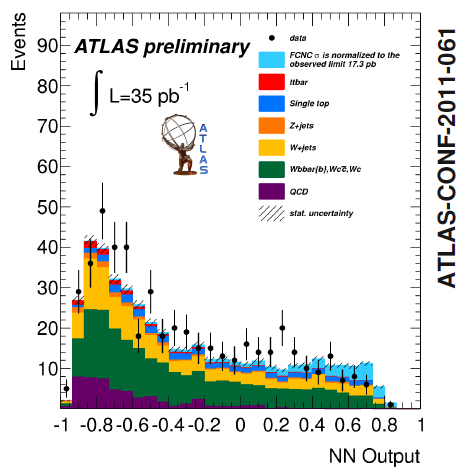 Events
90
80
70
60
50
40
30
20
10
ATLAS preliminary
∫ L=35 pb-1
ATLAS
data
FCNC σ is normalized to the
observed limit 17.3 pb
ttbar
Single top
Z+jets
W+jets
Wbbar{b},Wcc̄,Wc
QCD
stat. uncertainty
-1 -0.8 -0.6 -0.4 -0.2 0 0.2 0.4 0.6 0.8 1
NN Output
ATLAS-CONF-2011-061